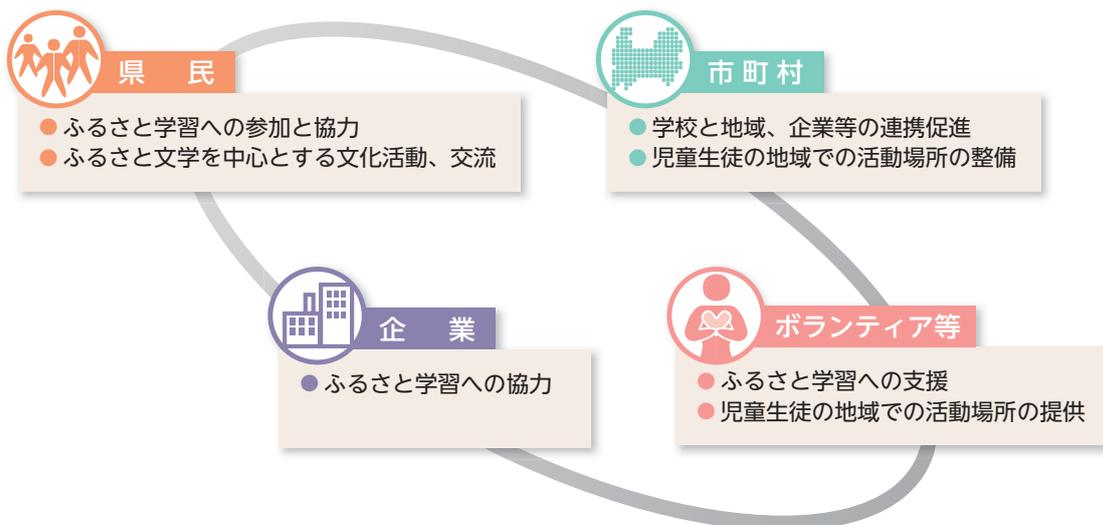 県民
ふるさと学習への参加と協力
ふるさと文学を中心とする文化活動、交流
市町村
学校と地域、企業等の連携促進
児童生徒の地域での活動場所の整備
企業
ふるさと学習への協力
ボランティア等
ふるさと学習への支援
児童生徒の地域での活動場所の提供